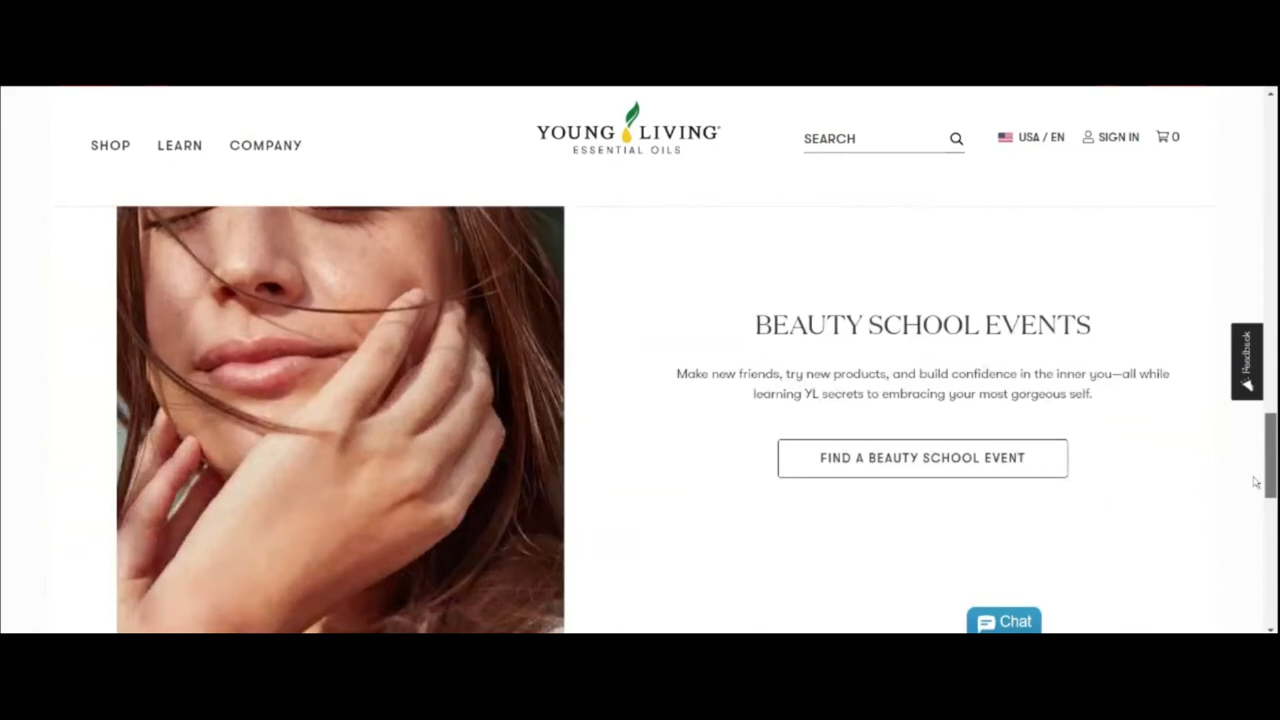 SHOP LEARN COMPANY
YOUNG LIVING
ESSENTIAL OILS
SEARCH
USA / EN SIGN IN 0
BEAUTY SCHOOL EVENTS
Make new friends, try new products, and build confidence in the inner you—all while
learning YL secrets to embracing your most gorgeous self.
FIND A BEAUTY SCHOOL EVENT
Feedback
Chat